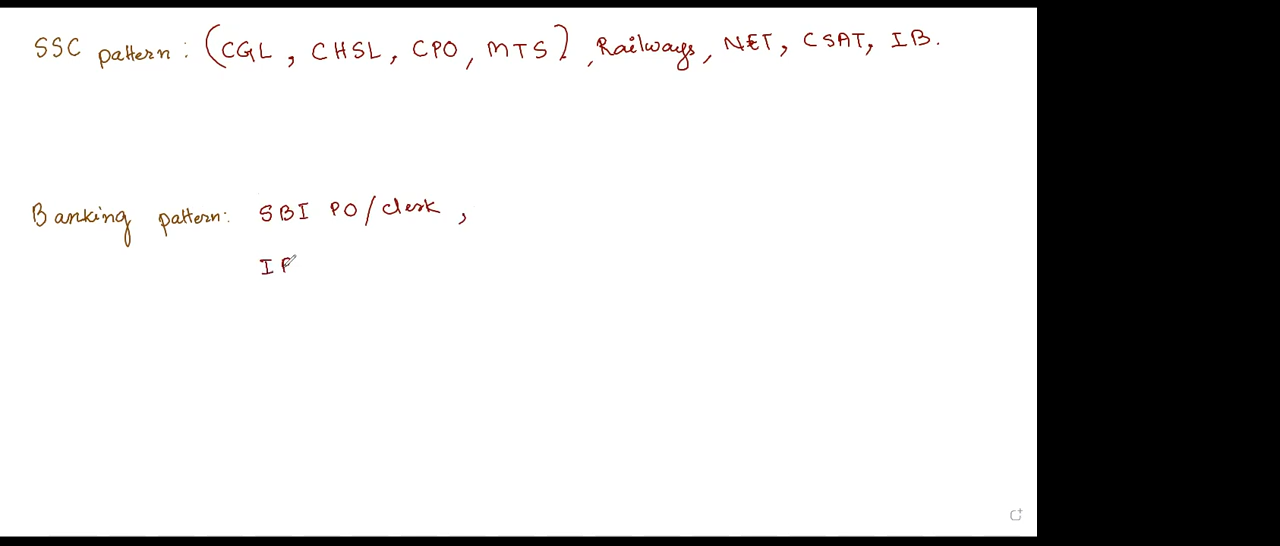 SSC pattern: (CGL, CHSL, CPO, MTS), Railways, NET, CSAT, IB.
Banking pattern: SBI PO/clerk,
IP